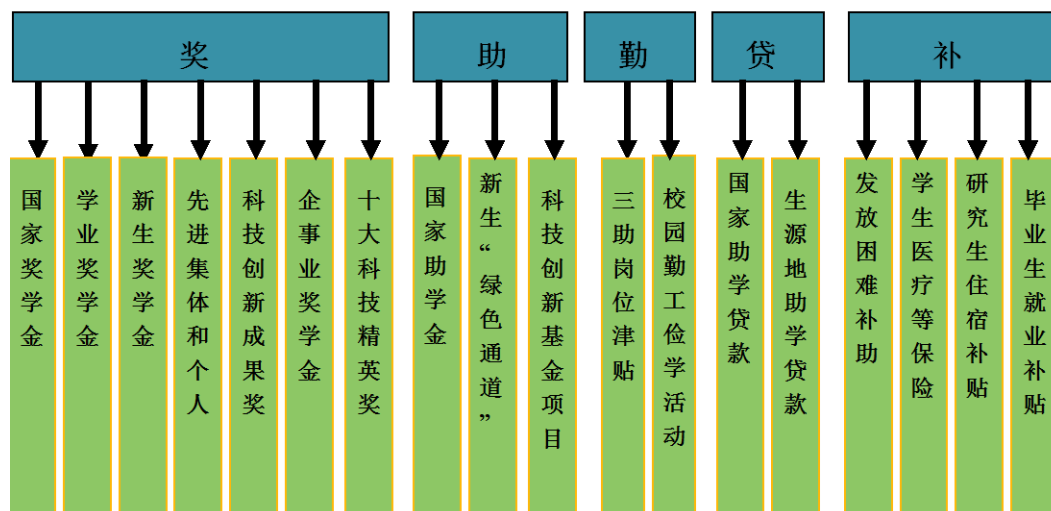 奖
助
勤
贷
补
国家奖学金
学业奖学金
新生奖学金
先进集体和个人
科技创新成果奖
企事业奖学金
十大科技精英奖
国家助学金
新生“绿色通道”
科技创新基金项目
三助岗位津贴
校园勤工俭学活动
国家助学贷款
生源地助学贷款
发放困难补助
学生医疗等保险
研究生住宿补贴
毕业生就业补贴